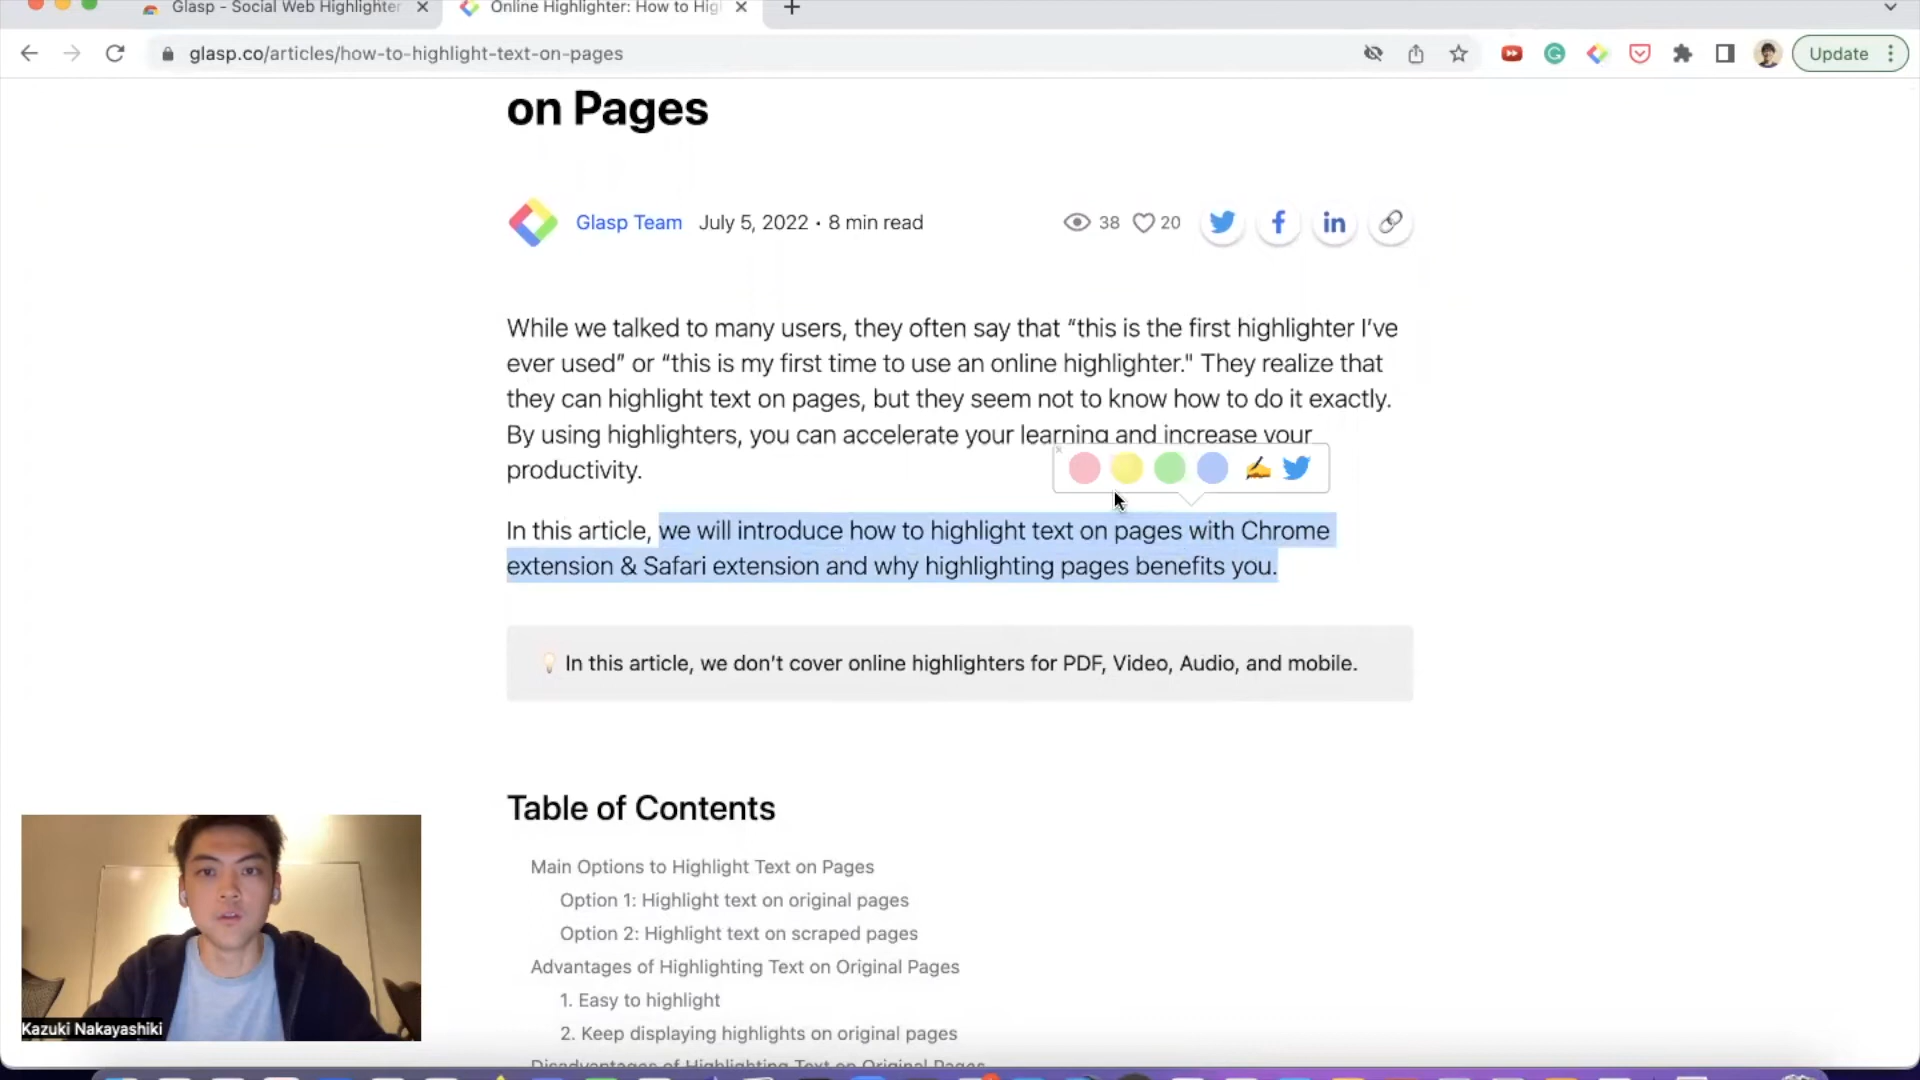 Glasp - Social Web Highlighter
Online Highlighter: How to Hig
glasp.co/articles/how-to-highlight-text-on-pages
Update
on Pages
Glasp Team July 5, 2022 • 8 min read
38 20
While we talked to many users, they often say that “this is the first highlighter I’ve
ever used” or “this is my first time to use an online highlighter." They realize that
they can highlight text on pages, but they seem not to know how to do it exactly.
By using highlighters, you can accelerate your learning and increase your
productivity.
In this article, we will introduce how to highlight text on pages with Chrome
extension & Safari extension and why highlighting pages benefits you.
In this article, we don’t cover online highlighters for PDF, Video, Audio, and mobile.
Table of Contents
Main Options to Highlight Text on Pages
Option 1: Highlight text on original pages
Option 2: Highlight text on scraped pages
Advantages of Highlighting Text on Original Pages
1. Easy to highlight
2. Keep displaying highlights on original pages
Disadvantages of Highlighting Text on Original Pages
Kazuki Nakayashiki